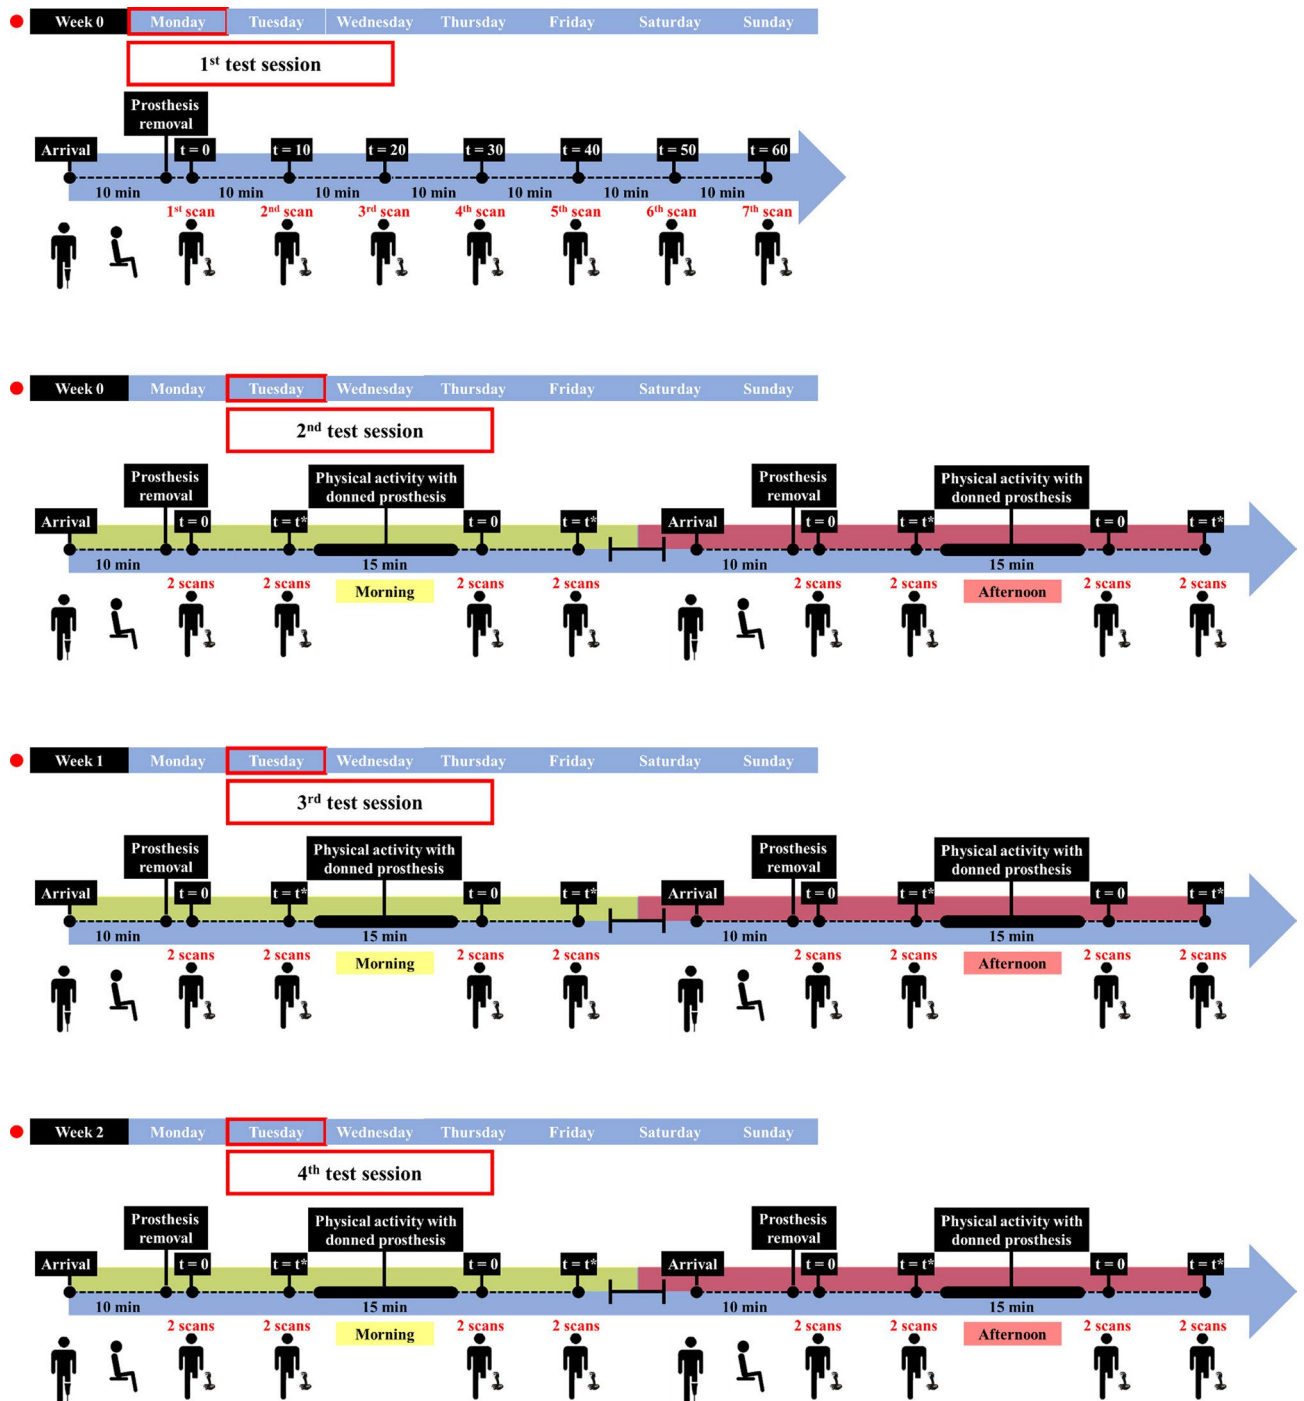 Week 0 Monday Tuesday Wednesday Thursday Friday Saturday Sunday
1st test session
Prosthesis
removal
Arrival t = 0 t = 10 t = 20 t = 30 t = 40 t = 50 t = 60
10 min 10 min 10 min 10 min 10 min 10 min 10 min
1st scan 2nd scan 3rd scan 4th scan 5th scan 6th scan 7th scan
Week 0 Monday Tuesday Wednesday Thursday Friday Saturday Sunday
2nd test session
Prosthesis Physical activity with Prosthesis Physical activity with
removal donned prosthesis removal donned prosthesis
Arrival t = 0 t = t* t = 0 t = t* Arrival t = 0 t = t* t = 0 t = t*
10 min 15 min 10 min 15 min
2 scans 2 scans Morning 2 scans 2 scans 2 scans 2 scans Afternoon 2 scans 2 scans
Week 1 Monday Tuesday Wednesday Thursday Friday Saturday Sunday
3rd test session
Prosthesis Physical activity with Prosthesis Physical activity with
removal donned prosthesis removal donned prosthesis
Arrival t = 0 t = t* t = 0 t = t* Arrival t = 0 t = t* t = 0 t = t*
10 min 15 min 10 min 15 min
2 scans 2 scans Morning 2 scans 2 scans 2 scans 2 scans Afternoon 2 scans 2 scans
Week 2 Monday Tuesday Wednesday Thursday Friday Saturday Sunday
4th test session
Prosthesis Physical activity with Prosthesis Physical activity with
removal donned prosthesis removal donned prosthesis
Arrival t = 0 t = t* t = 0 t = t* Arrival t = 0 t = t* t = 0 t = t*
10 min 15 min 10 min 15 min
2 scans 2 scans Morning 2 scans 2 scans 2 scans 2 scans Afternoon 2 scans 2 scans